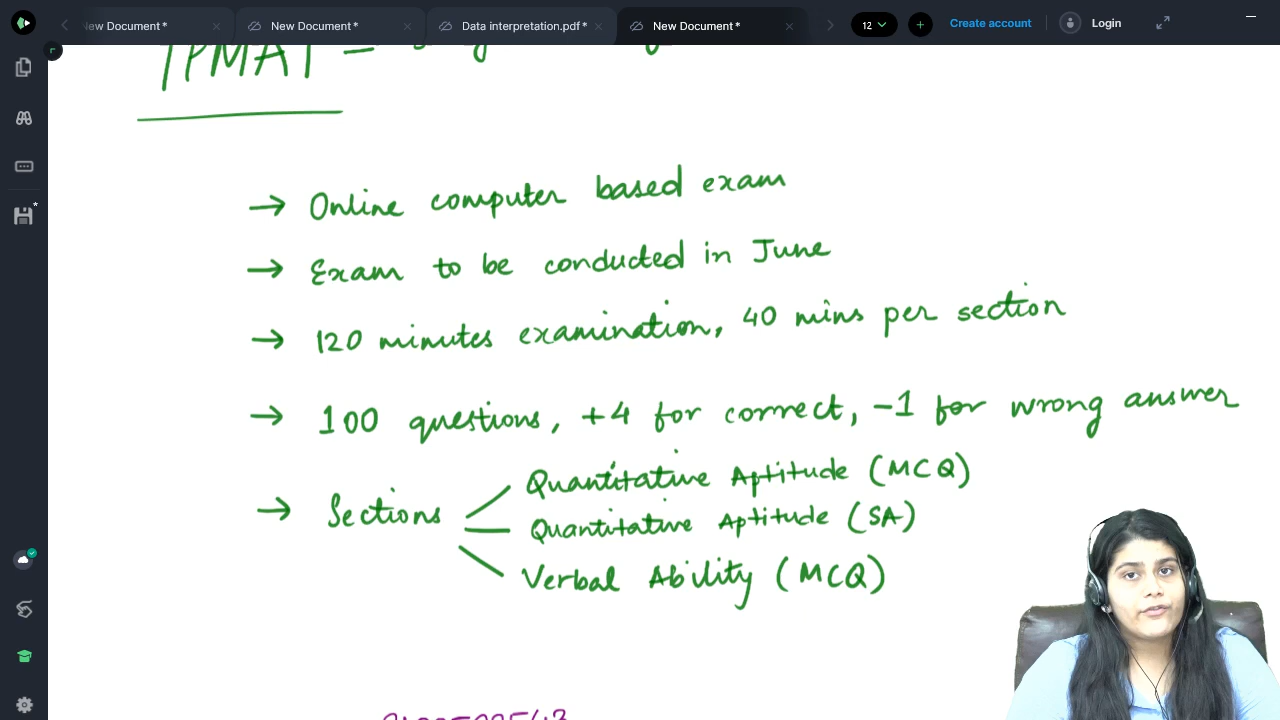 New Document*
New Document*
Data interpretation.pdf*
New Document*
12
Create account
Login
IPMAT –
→ Online computer based exam
→ Exam to be conducted in June
→ 120 minutes examination, 40 mins per section
→ 100 questions, +4 for correct, -1 for wrong answer
→ Sections
Quantitative Aptitude (MCQ)
Quantitative Aptitude (SA)
Verbal Ability (MCQ)